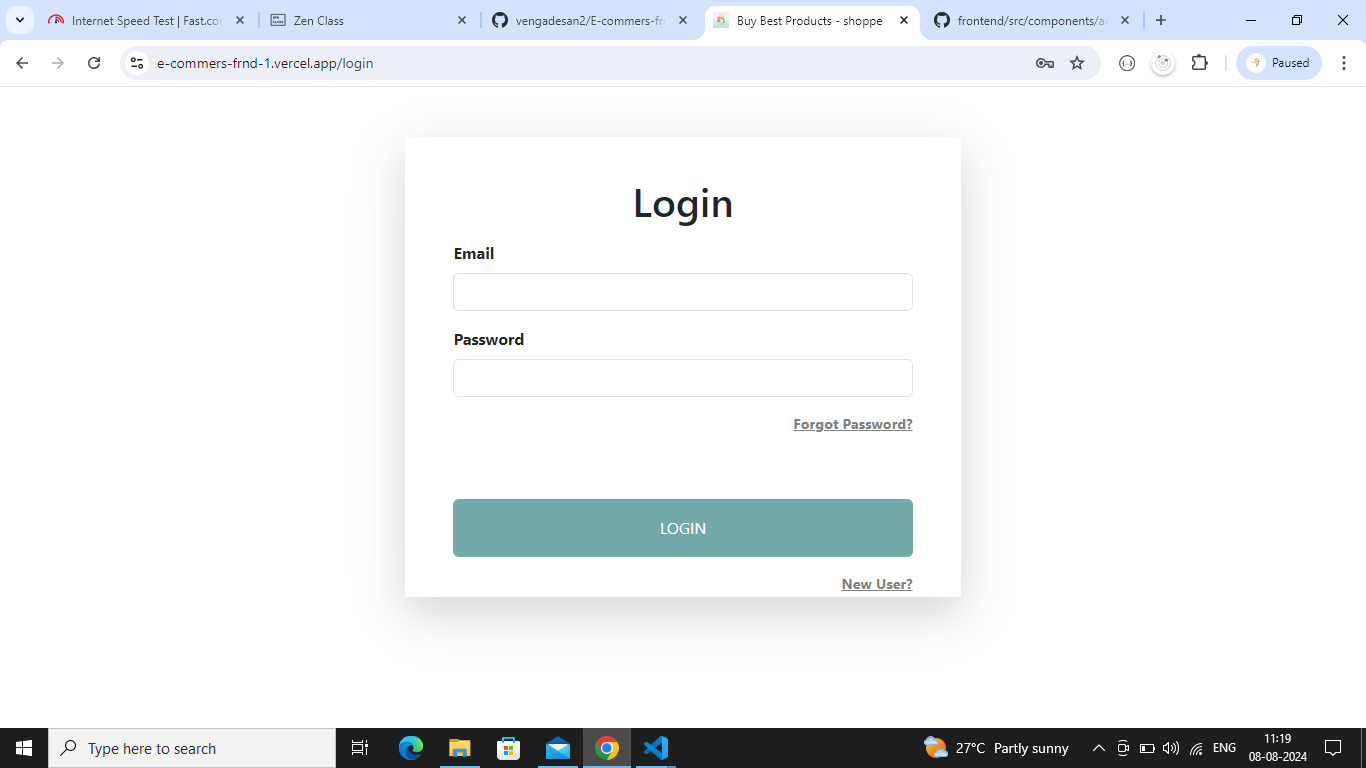 Internet Speed Test | Fast.co
Zen Class
vengadesan2/E-commers-frn
Buy Best Products - shoppe
frontend/src/components/ad
e-commers-frnd-1.vercel.app/login
Paused
Login
Email
Password
Forgot Password?
LOGIN
New User?
Type here to search
27°C Partly sunny
ENG
11:19
08-08-2024